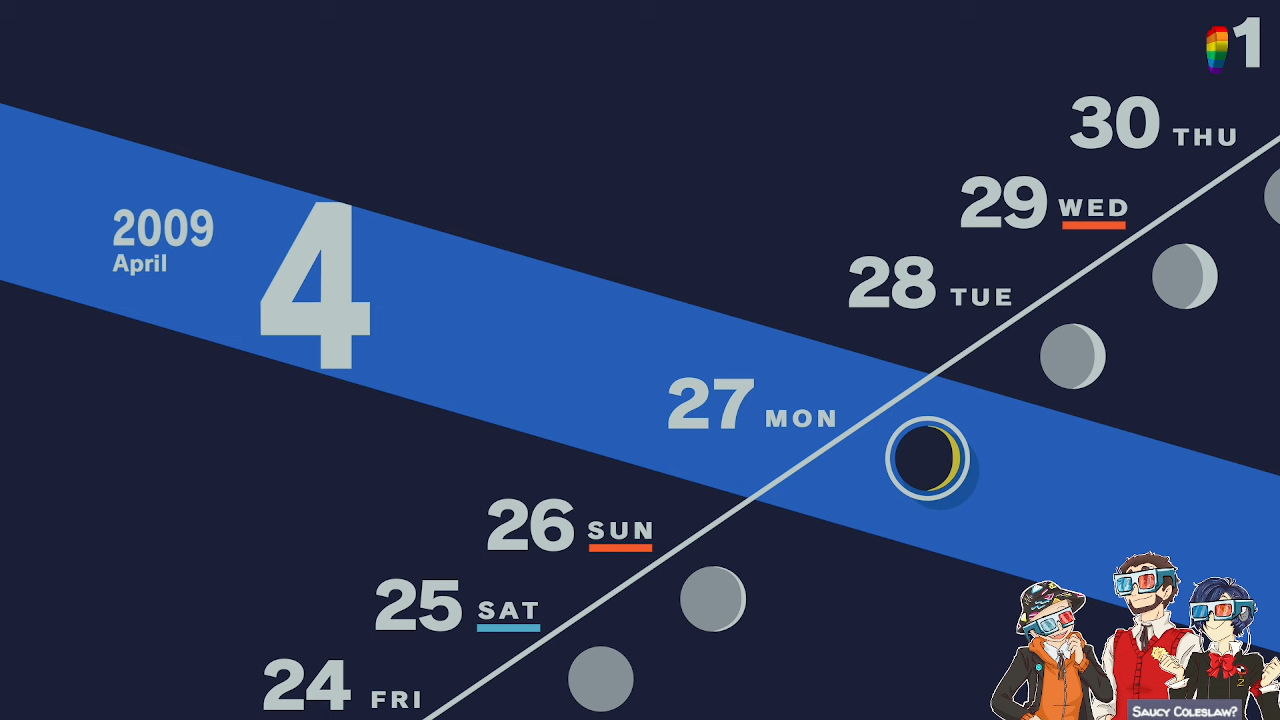 1
30 THU
29 WED
28 TUE
2009
April
4
27 MON
26 SUN
25 SAT
24 FRI
Saucy Coleslaw?